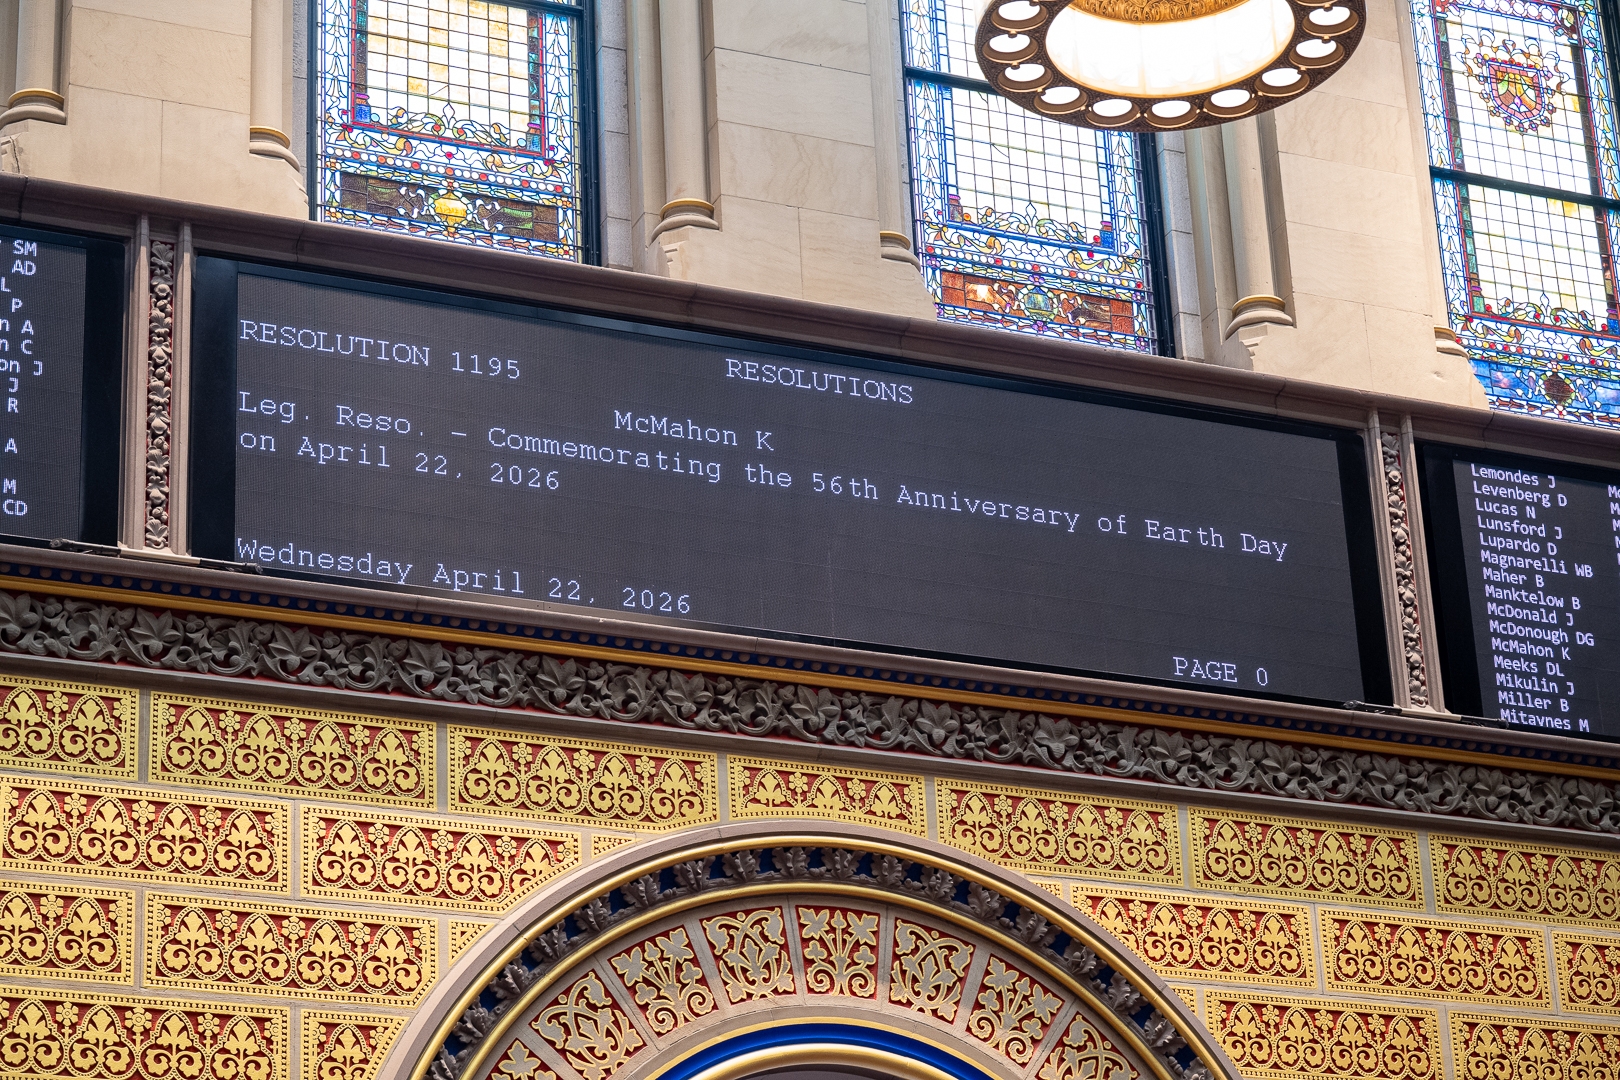 SM
AD
L
P
n A
n C
on J
J
R
A
M
CD
RESOLUTION 1195
RESOLUTIONS
McMahon K
Leg. Reso. – Commemorating the 56th Anniversary of Earth Day
on April 22, 2026
Wednesday April 22, 2026
PAGE 0
Lemondes J
Levenberg D
Lucas N
Lunsford J
Lupardo D
Magnarelli WB
Maher B
Manktelow B
McDonald J
McDonough DG
McMahon K
Meeks DL
Mikulin J
Miller B
Mitaynes M